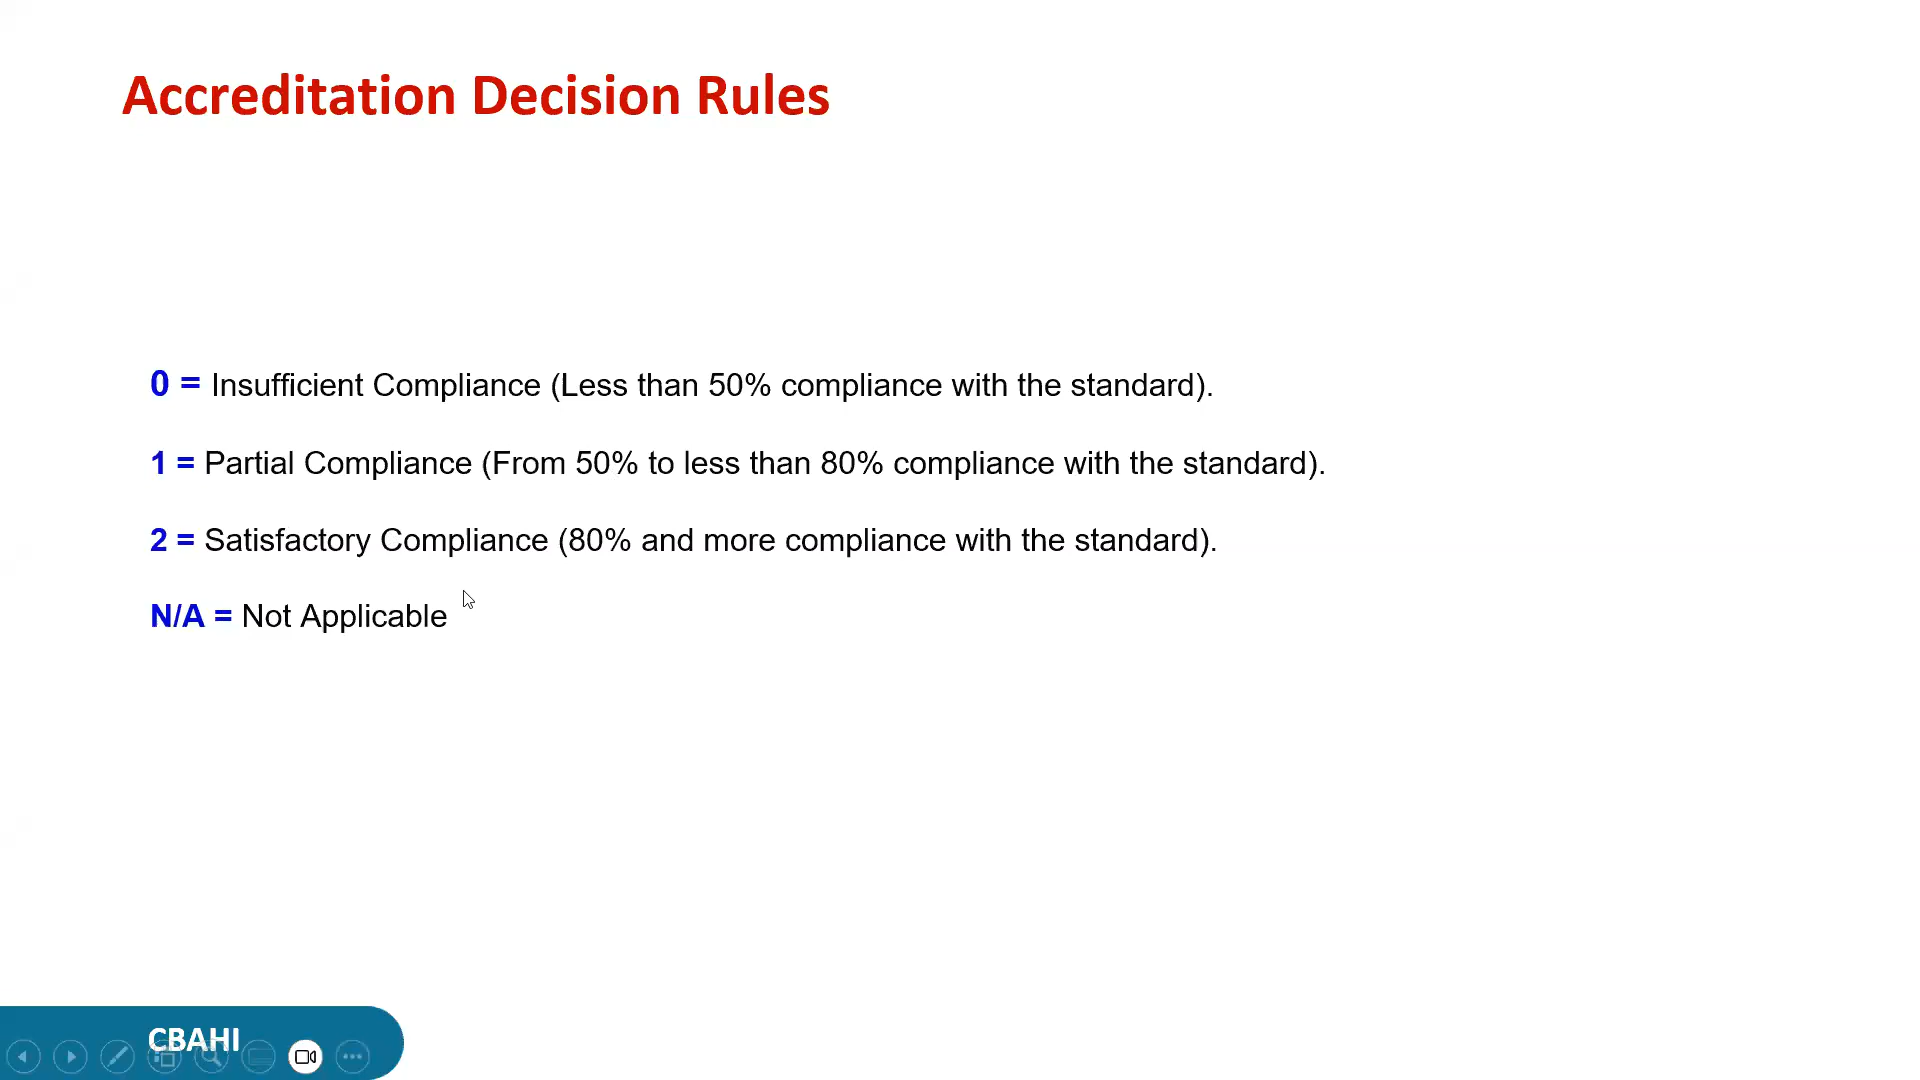 Accreditation Decision Rules
0 = Insufficient Compliance (Less than 50% compliance with the standard).
1 = Partial Compliance (From 50% to less than 80% compliance with the standard).
2 = Satisfactory Compliance (80% and more compliance with the standard).
N/A = Not Applicable
CBAHI